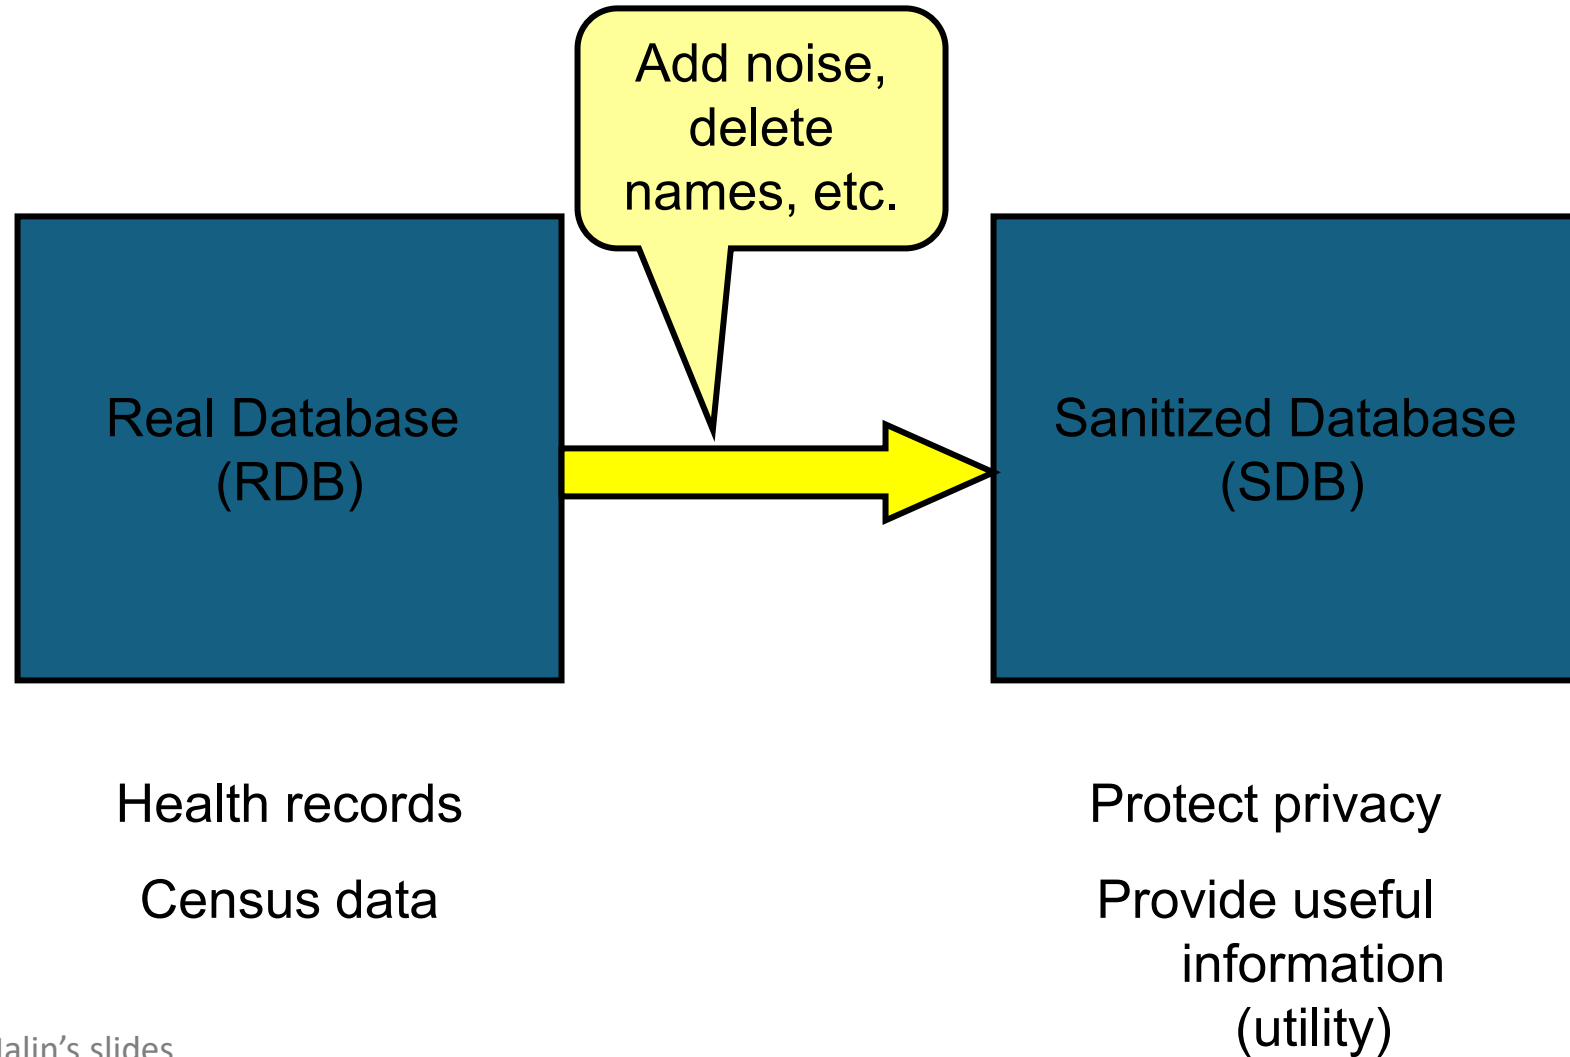 Add noise,
delete
names, etc.
Real Database
(RDB)
Sanitized Database
(SDB)
Health records
Census data
Protect privacy
Provide useful
information
(utility)
slides